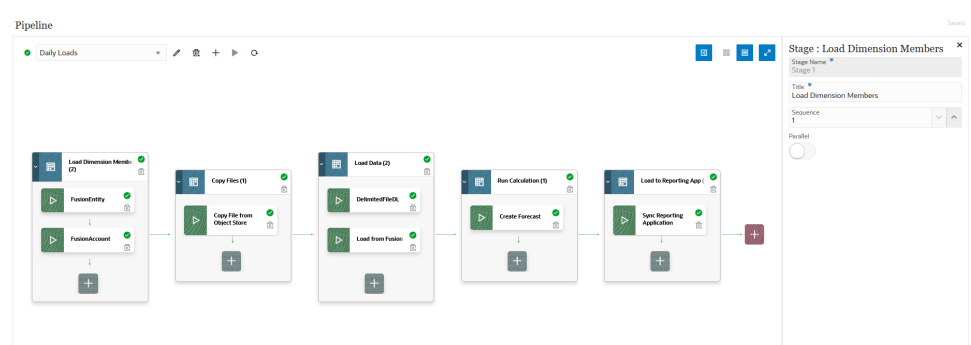 Pipeline
Saved
Daily Loads
Stage : Load Dimension Members
Stage Name *
Stage 1
Title *
Load Dimension Members
Sequence
1
Parallel
Load Dimension Membe
(2)
FusionEntity
FusionAccount
Copy Files (1)
Copy File from
Object Store
Load Data (2)
DelimitedFileDL
Load from Fusion
Run Calculation (1)
Create Forecast
Load to Reporting App (
Sync Reporting
Application